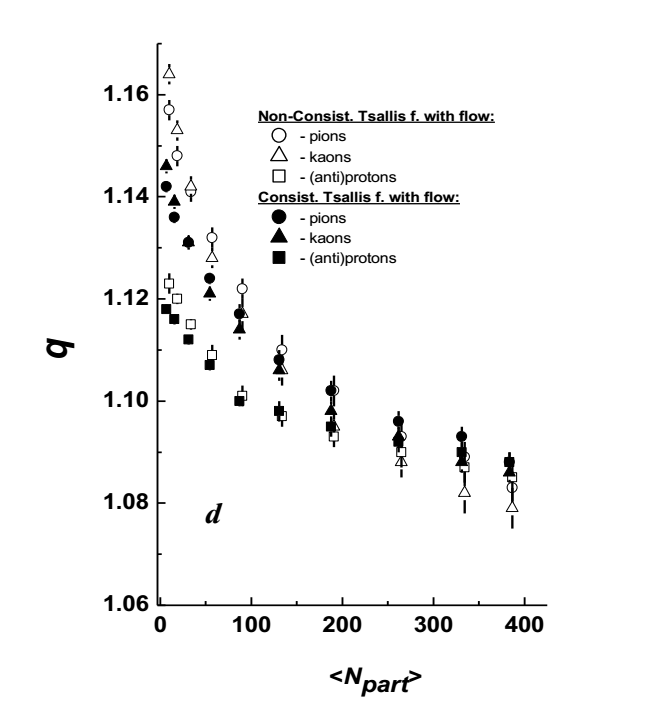 1.16
1.14
1.12
1.10
1.08
1.06
q
Non-Consist. Tsallis f. with flow:
- pions
- kaons
- (anti)protons
Consist. Tsallis f. with flow:
- pions
- kaons
- (anti)protons
d
0 100 200 300 400
<N_part>